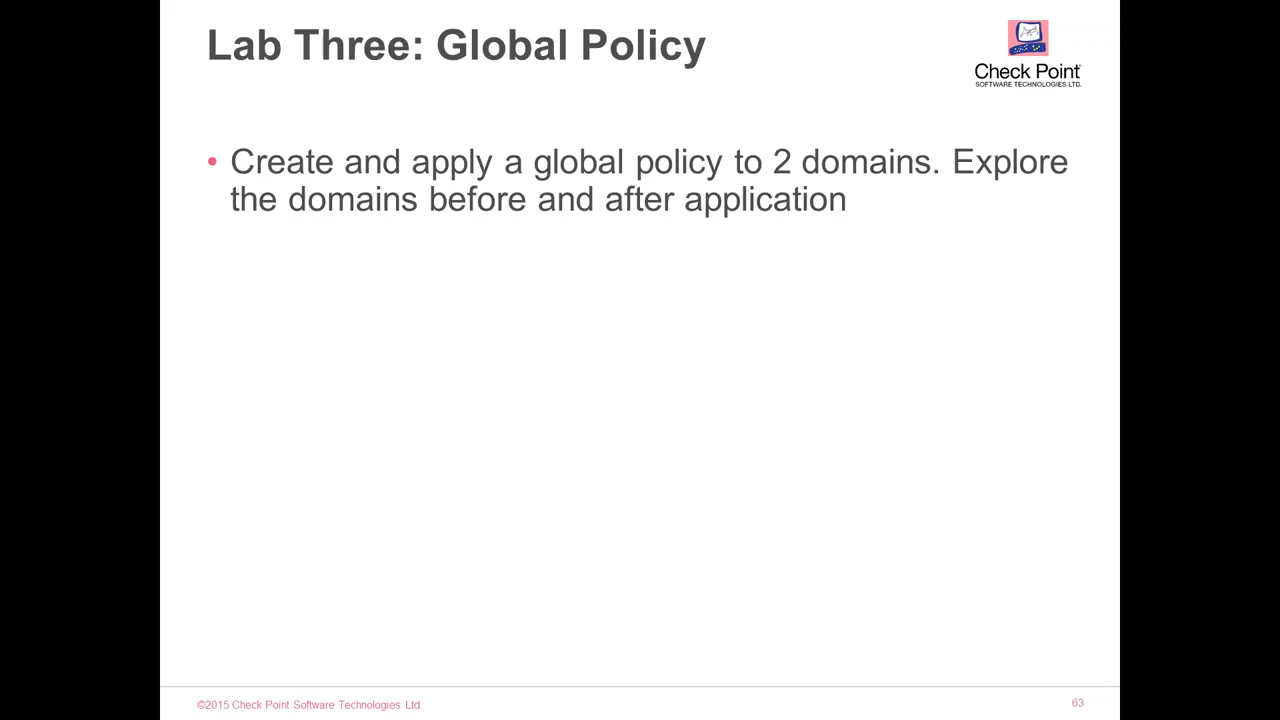 Lab Three: Global Policy
Check Point
SOFTWARE TECHNOLOGIES LTD.
• Create and apply a global policy to 2 domains. Explore
the domains before and after application
©2015 Check Point Software Technologies Ltd.
63